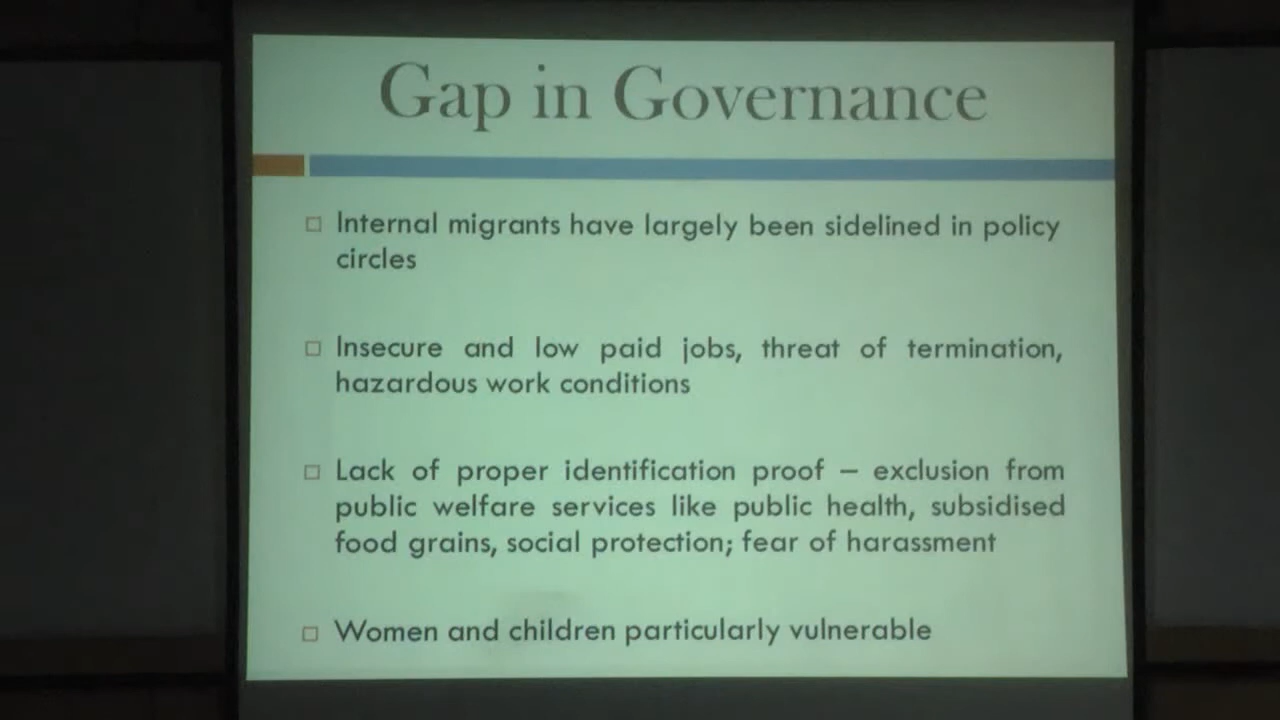 Gap in Governance
Internal migrants have largely been sidelined in policy
circles
Insecure and low paid jobs, threat of termination,
hazardous work conditions
Lack of proper identification proof – exclusion from
public welfare services like public health, subsidised
food grains, social protection; fear of harassment
Women and children particularly vulnerable